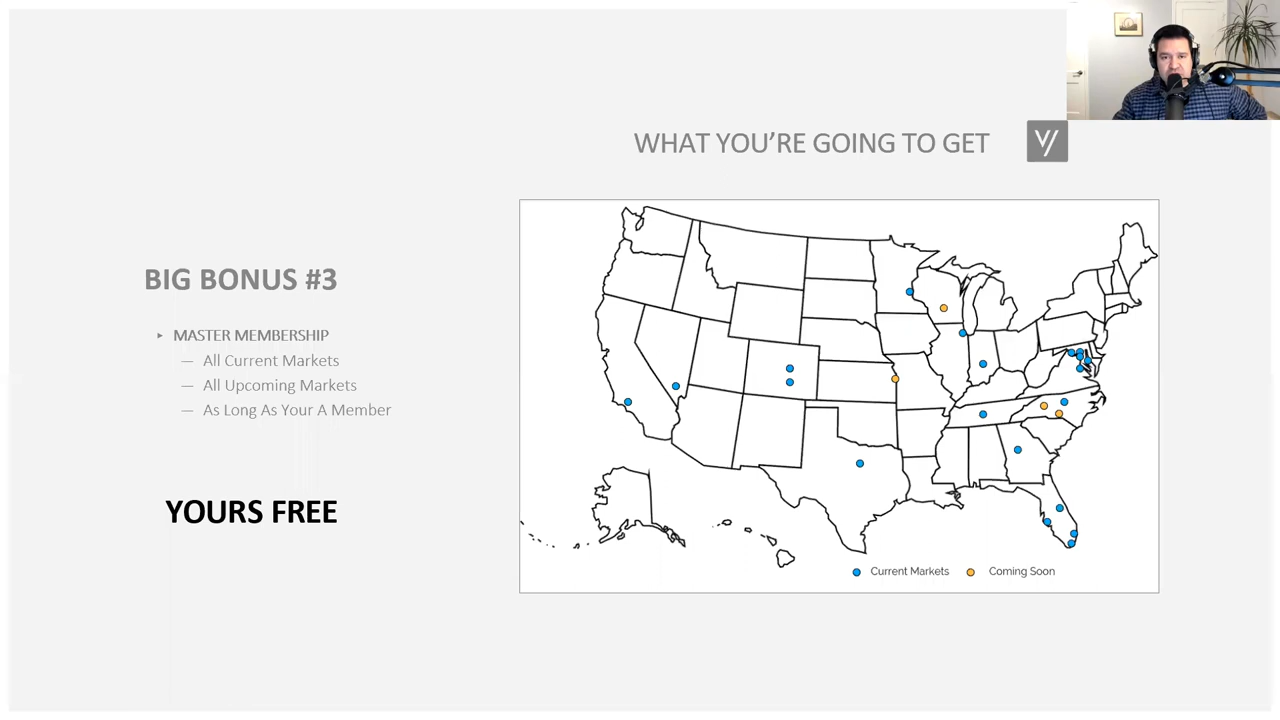 WHAT YOU'RE GOING TO GET
BIG BONUS #3
MASTER MEMBERSHIP
— All Current Markets
— All Upcoming Markets
— As Long As Your A Member
YOURS FREE
Current Markets
Coming Soon